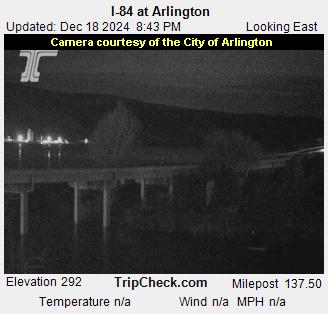 I-84 at Arlington
Updated: Dec 18 2024 8:43 PM Looking East
Camera courtesy of the City of Arlington
Elevation 292 TripCheck.com Milepost 137.50
Temperature n/a Wind n/a MPH n/a